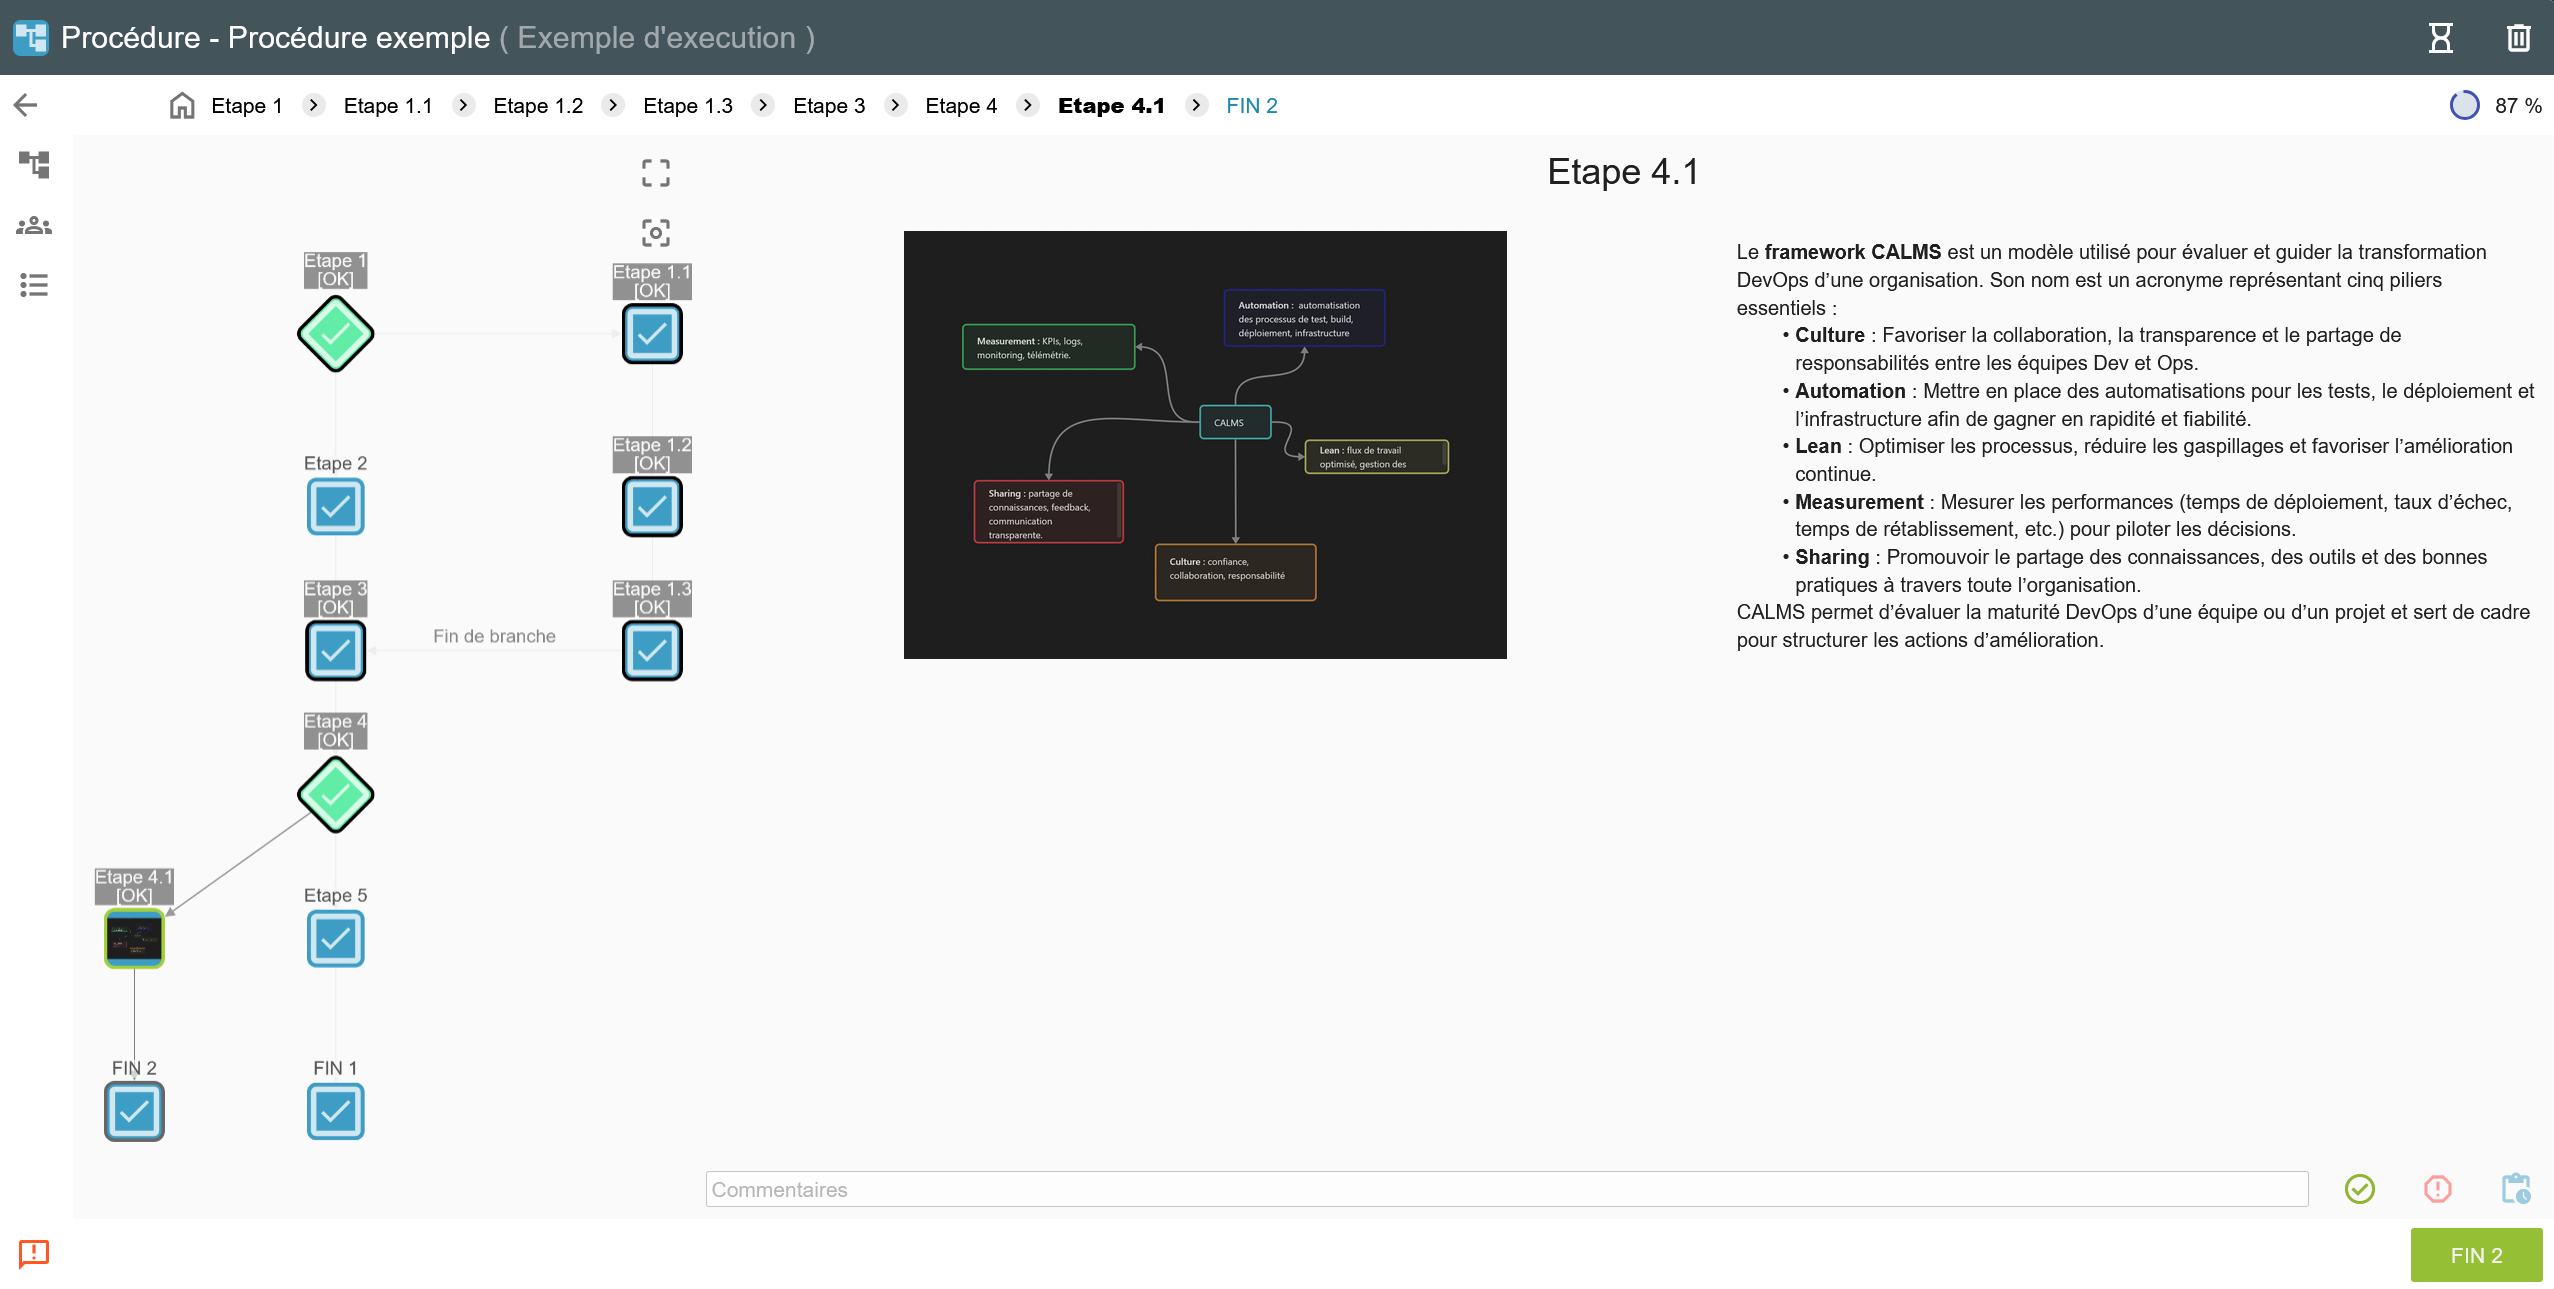 Procédure - Procédure exemple ( Exemple d'execution )
Etape 1 Etape 1.1 Etape 1.2 Etape 1.3 Etape 3 Etape 4 Etape 4.1 FIN 2
87 %
Etape 1
[OK]
Etape 1.1
[OK]
Etape 2
Etape 1.2
[OK]
Etape 3
[OK]
Fin de branche
Etape 1.3
[OK]
Etape 4
[OK]
Etape 4.1
[OK]
Etape 5
FIN 2
FIN 1
Etape 4.1
Automation : automatisation
des processus de test, build,
déploiement, infrastructure
Measurement : KPIs, logs,
monitoring, télémétrie.
CALMS
Lean : flux de travail
optimisé, gestion des
Sharing : partage de
connaissances, feedback,
communication
transparente.
Culture : confiance,
collaboration, responsabilité
Le framework CALMS est un modèle utilisé pour évaluer et guider la transformation
DevOps d’une organisation. Son nom est un acronyme représentant cinq piliers
essentiels :
• Culture : Favoriser la collaboration, la transparence et le partage de
responsabilités entre les équipes Dev et Ops.
• Automation : Mettre en place des automatisations pour les tests, le déploiement et
l’infrastructure afin de gagner en rapidité et fiabilité.
• Lean : Optimiser les processus, réduire les gaspillages et favoriser l’amélioration
continue.
• Measurement : Mesurer les performances (temps de déploiement, taux d’échec,
temps de rétablissement, etc.) pour piloter les décisions.
• Sharing : Promouvoir le partage des connaissances, des outils et des bonnes
pratiques à travers toute l’organisation.
CALMS permet d’évaluer la maturité DevOps d’une équipe ou d’un projet et sert de cadre
pour structurer les actions d’amélioration.
Commentaires
FIN 2